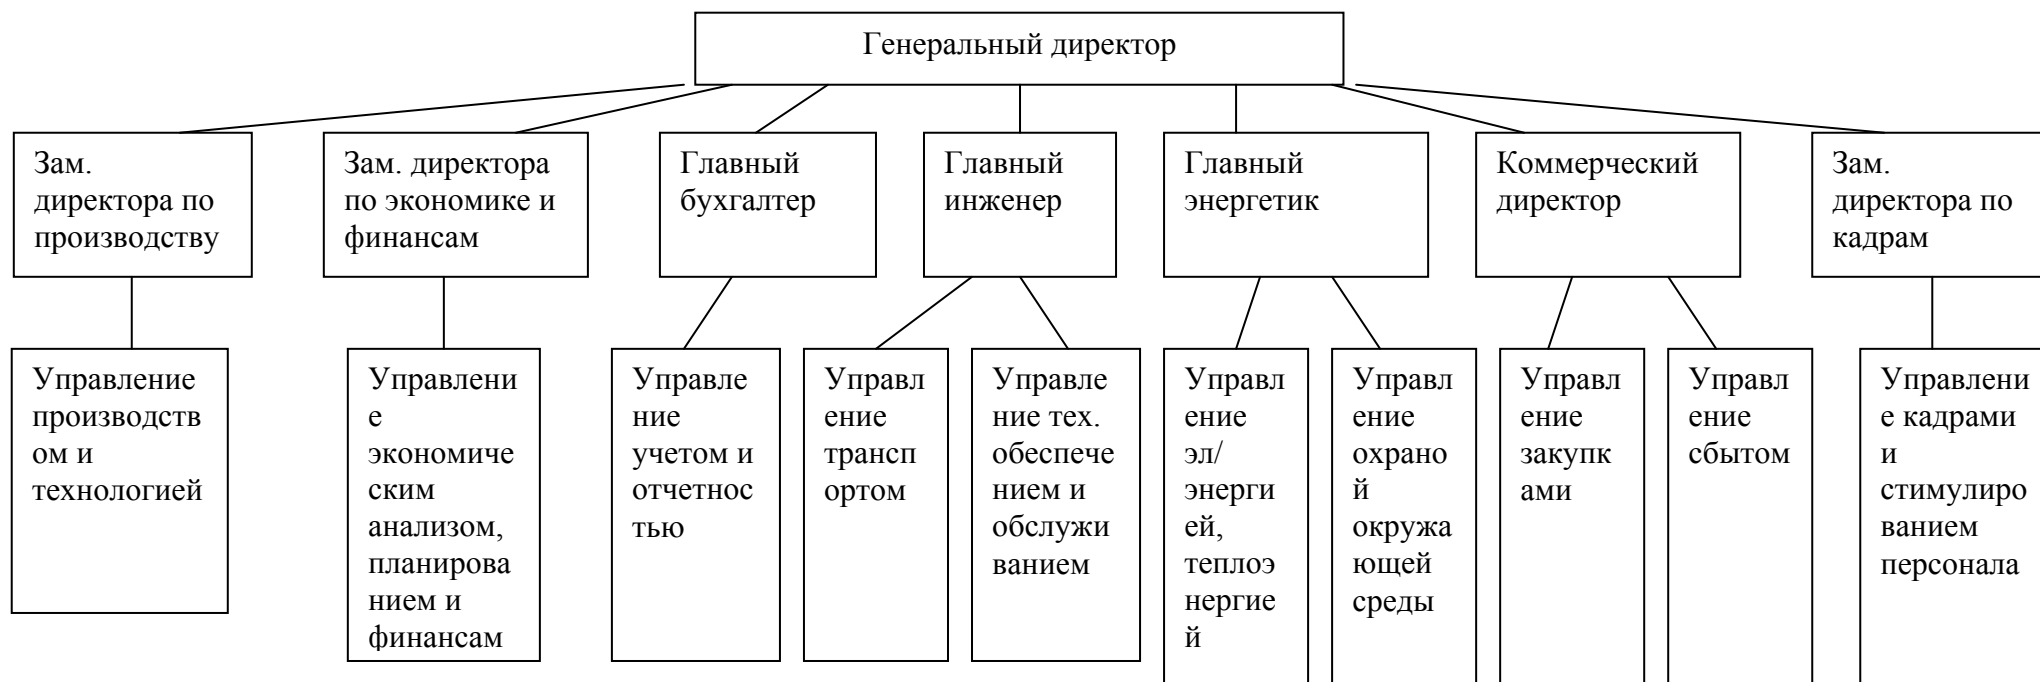 Генеральный директор
Зам.
директора по
производству
Зам. директора
по экономике и
финансам
Главный
бухгалтер
Главный
инженер
Главный
энергетик
Коммерческий
директор
Зам.
директора по
кадрам
Управление
производств
ом и
технологией
Управлени
е
экономиче
ским
анализом,
планирова
нием и
финансам
Управле
ние
учетом и
отчетнос
тью
Управл
ение
трансп
ортом
Управле
ние тех.
обеспече
нием и
обслужи
ванием
Управл
ение
эл/
энерги
ей,
теплоэ
нергие
й
Управл
ение
охрано
й
окружа
ющей
среды
Управл
ение
закупк
ами
Управл
ение
сбытом
Управлени
е кадрами
и
стимулиро
ванием
персонала